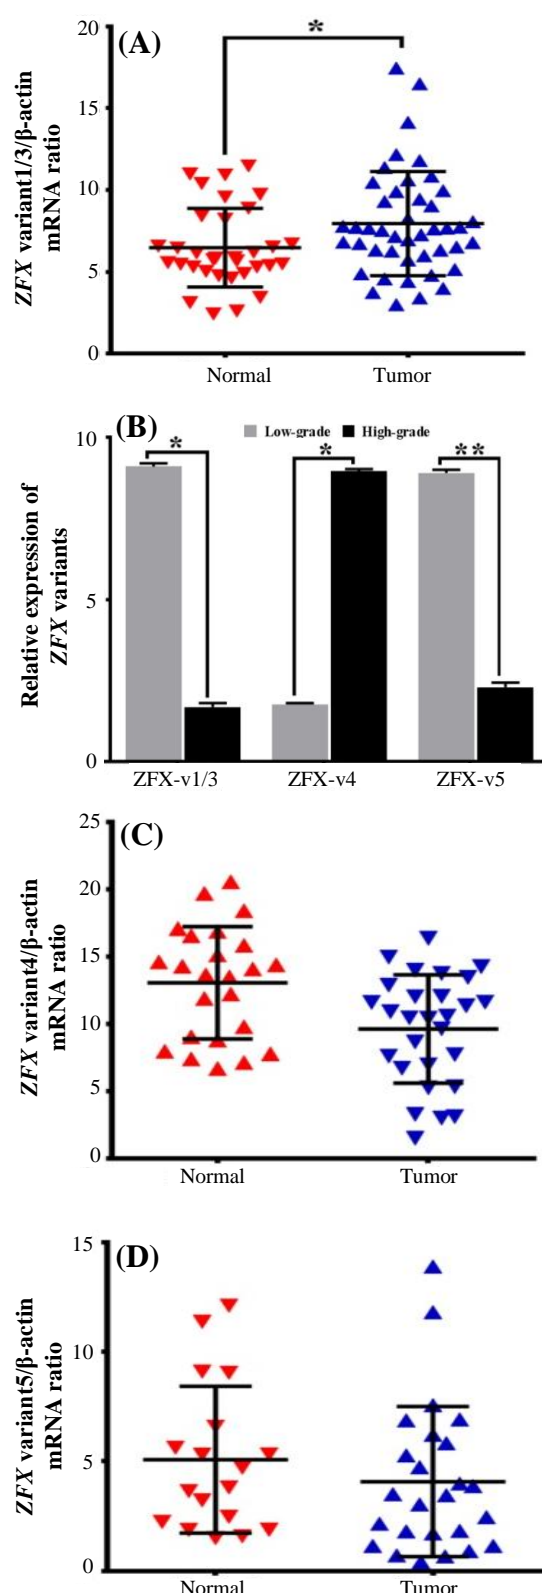 (A)
*
ZFX variant1/3/β-actin
mRNA ratio
20
15
10
5
0
Normal Tumor
(B)
Low-grade High-grade
* * **
Relative expression of
ZFX variants
10
5
0
ZFX-v1/3 ZFX-v4 ZFX-v5
(C)
ZFX variant4/β-actin
mRNA ratio
25
20
15
10
5
0
Normal Tumor
(D)
ZFX variant5/β-actin
mRNA ratio
15
10
5
0
Normal Tumor